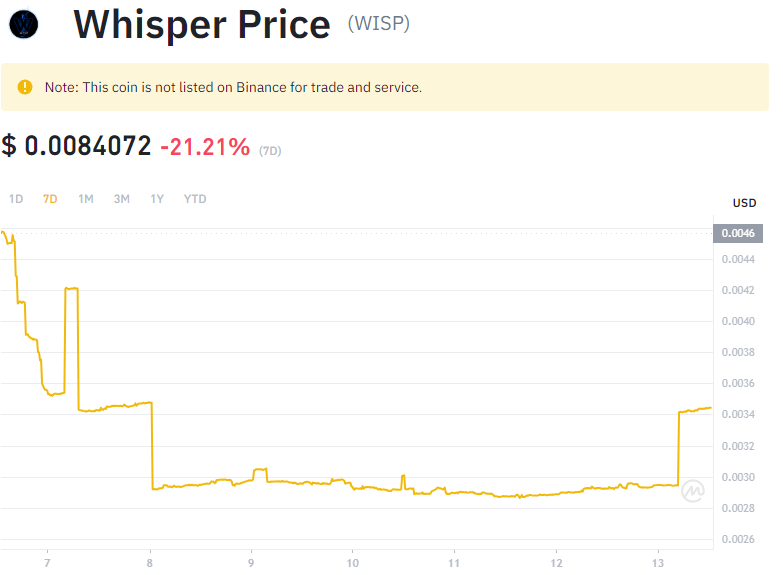 Whisper Price (WISP)
Note: This coin is not listed on Binance for trade and service.
$ 0.0084072 -21.21% (7D)
1D 7D 1M 3M 1Y YTD
USD
0.0046
0.0044
0.0042
0.0040
0.0038
0.0036
0.0034
0.0032
0.0030
0.0028
0.0026
7 8 9 10 11 12 13